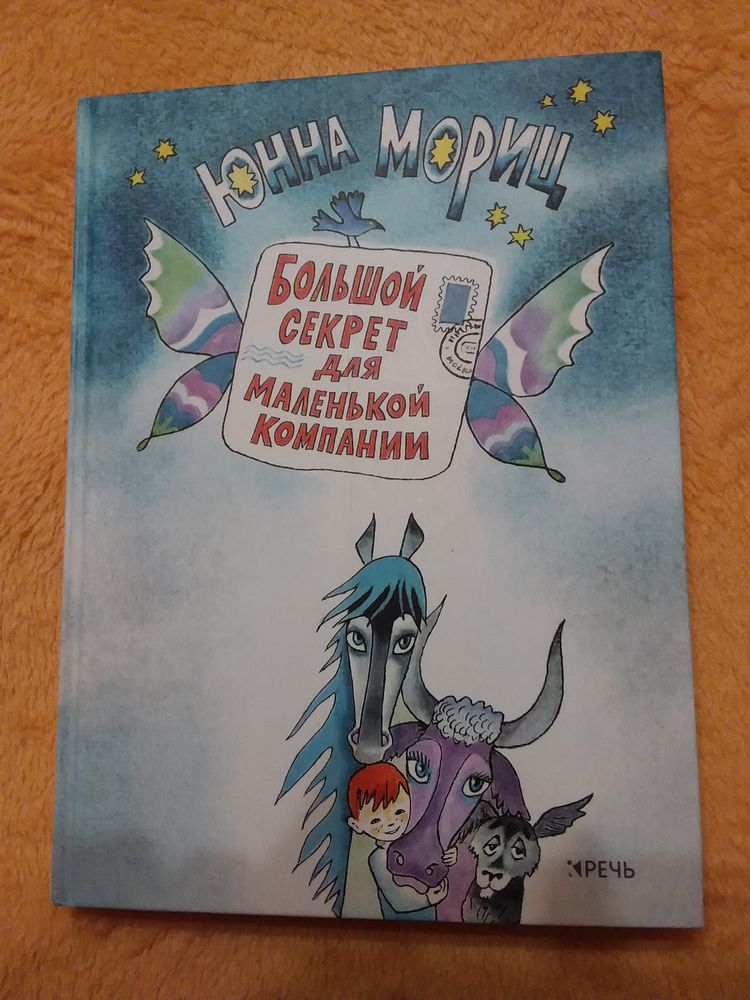 ЮННА МОРИЦ
БОЛЬШОЙ
СЕКРЕТ
ДЛЯ
МАЛЕНЬКОЙ
КОМПАНИИ
РЕЧЬ